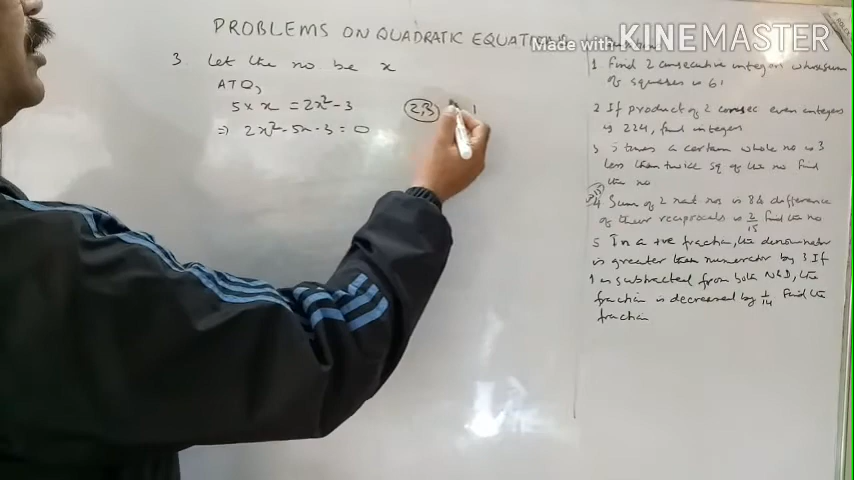 PROBLEMS ON QUADRATIC EQUATIONS
Made with KINEMASTER
3 Let the no be x
ATQ,
5 × x = 2x² - 3
⇒ 2x² - 5x - 3 = 0
2,3
1
1 Find 2 consecutive integers whose sum
of squares is 61
2 If product of 2 consec even integers
is 224, find integers
3 5 times a certain whole no is 3
less than twice sq of the no Find
the no
4 Sum of 2 nat nos is 8 & difference
of their reciprocals is 2/15 Find the no
5 In a +ve fraction, the denominator
is greater than numerator by 3 If
1 is subtracted from both N&D, the
fraction is decreased by 1/14 Find the
fraction